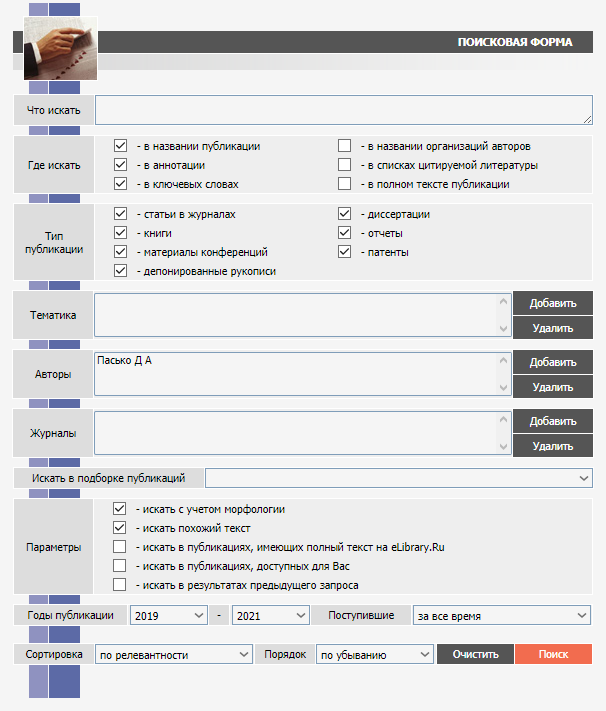 ПОИСКОВАЯ ФОРМА
Что искать
Где искать
- в названии публикации
- в названии организаций авторов
- в аннотации
- в списках цитируемой литературы
- в ключевых словах
- в полном тексте публикации
Тип
публикации
- статьи в журналах
- диссертации
- книги
- отчеты
- материалы конференций
- патенты
- депонированные рукописи
Тематика
Добавить
Удалить
Авторы
Пасько Д А
Добавить
Удалить
Журналы
Добавить
Удалить
Искать в подборке публикаций
Параметры
- искать с учетом морфологии
- искать похожий текст
- искать в публикациях, имеющих полный текст на eLibrary.Ru
- искать в публикациях, доступных для Вас
- искать в результатах предыдущего запроса
Годы публикации 2019 - 2021 Поступившие за все время
Сортировка по релевантности Порядок по убыванию Очистить Поиск